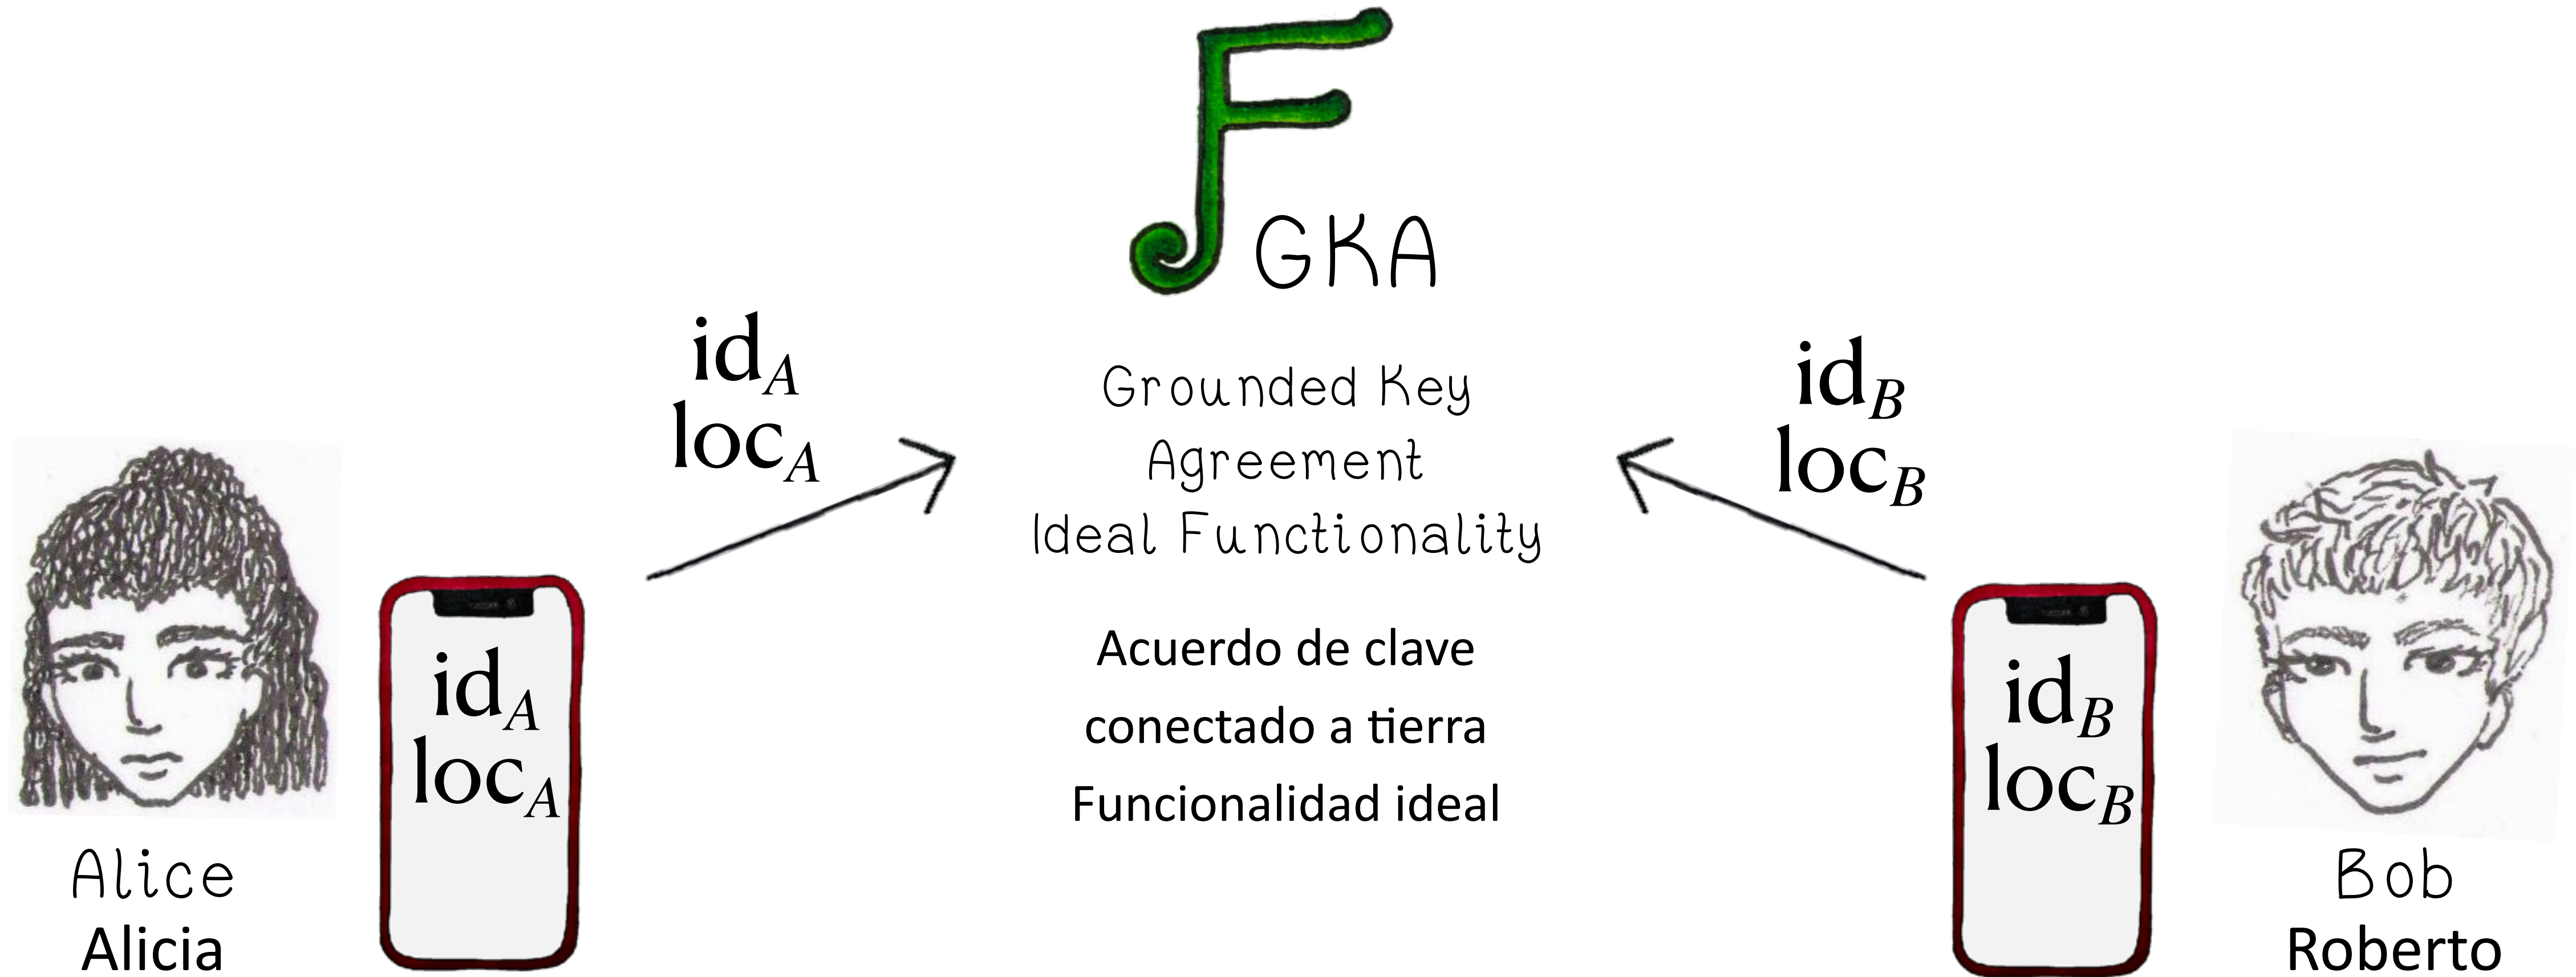 F GKA
Grounded Key
Agreement
Ideal Functionality
Acuerdo de clave
conectado a tierra
Funcionalidad ideal
id_A
loc_A
id_A
loc_A
Alice
Alicia
id_B
loc_B
id_B
loc_B
Bob
Roberto